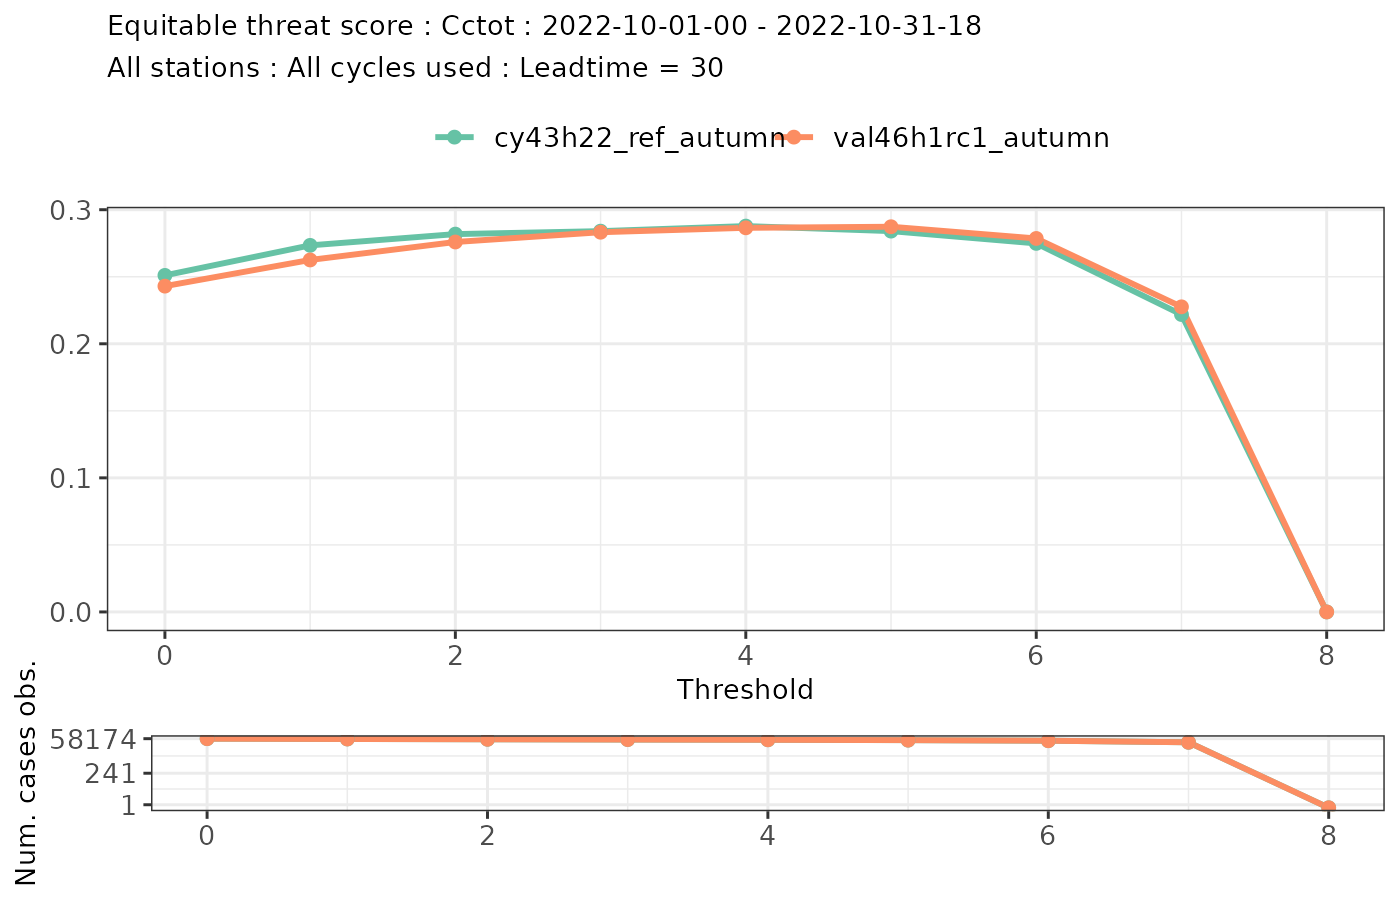 Equitable threat score : Cctot : 2022-10-01-00 - 2022-10-31-18
All stations : All cycles used : Leadtime = 30
cy43h22_ref_autumn val46h1rc1_autumn
0.3
0.2
0.1
0.0
0 2 4 6 8
Threshold
Num. cases obs.
58174
241
1
0 2 4 6 8